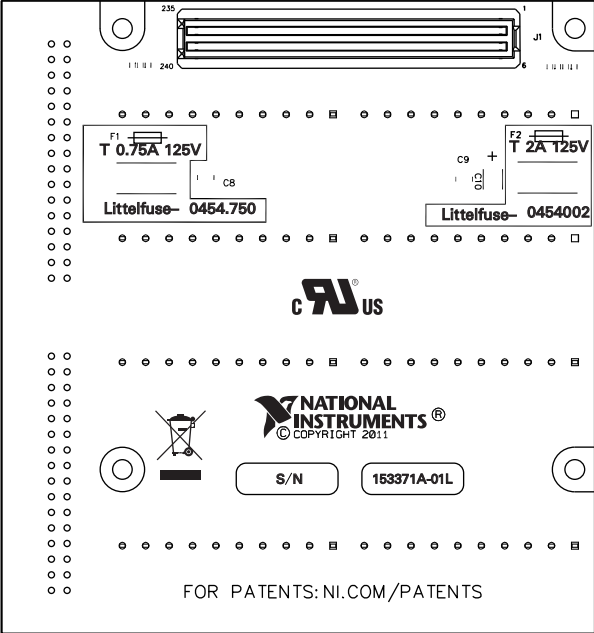 235 1
J1
240 6
F1
T 0.75A 125V
C8
Littelfuse– 0454.750
F2
T 2A 125V
C9 +
C10
Littelfuse– 0454002
c RU ® US
NATIONAL
INSTRUMENTS ®
© COPYRIGHT 2011
S/N
153371A-01L
FOR PATENTS: NI.COM/PATENTS